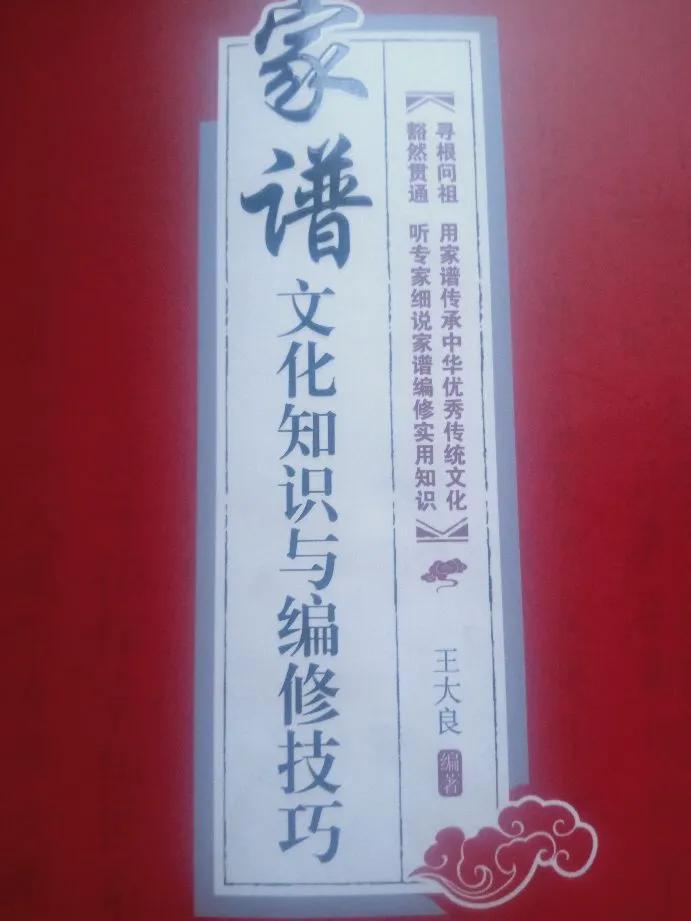 家谱
文化知识与编修技巧
寻根问祖 用家谱传承中华优秀传统文化
豁然贯通 听专家细说家谱编修实用知识
王大良
编著